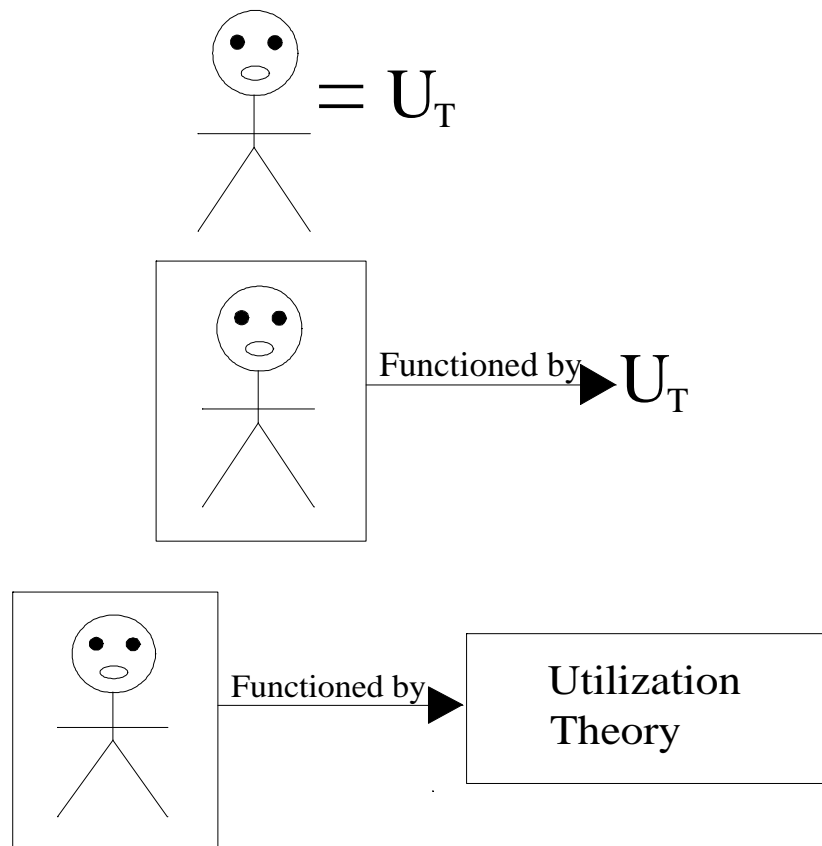 = U_T
Functioned by
U_T
Functioned by
Utilization
Theory